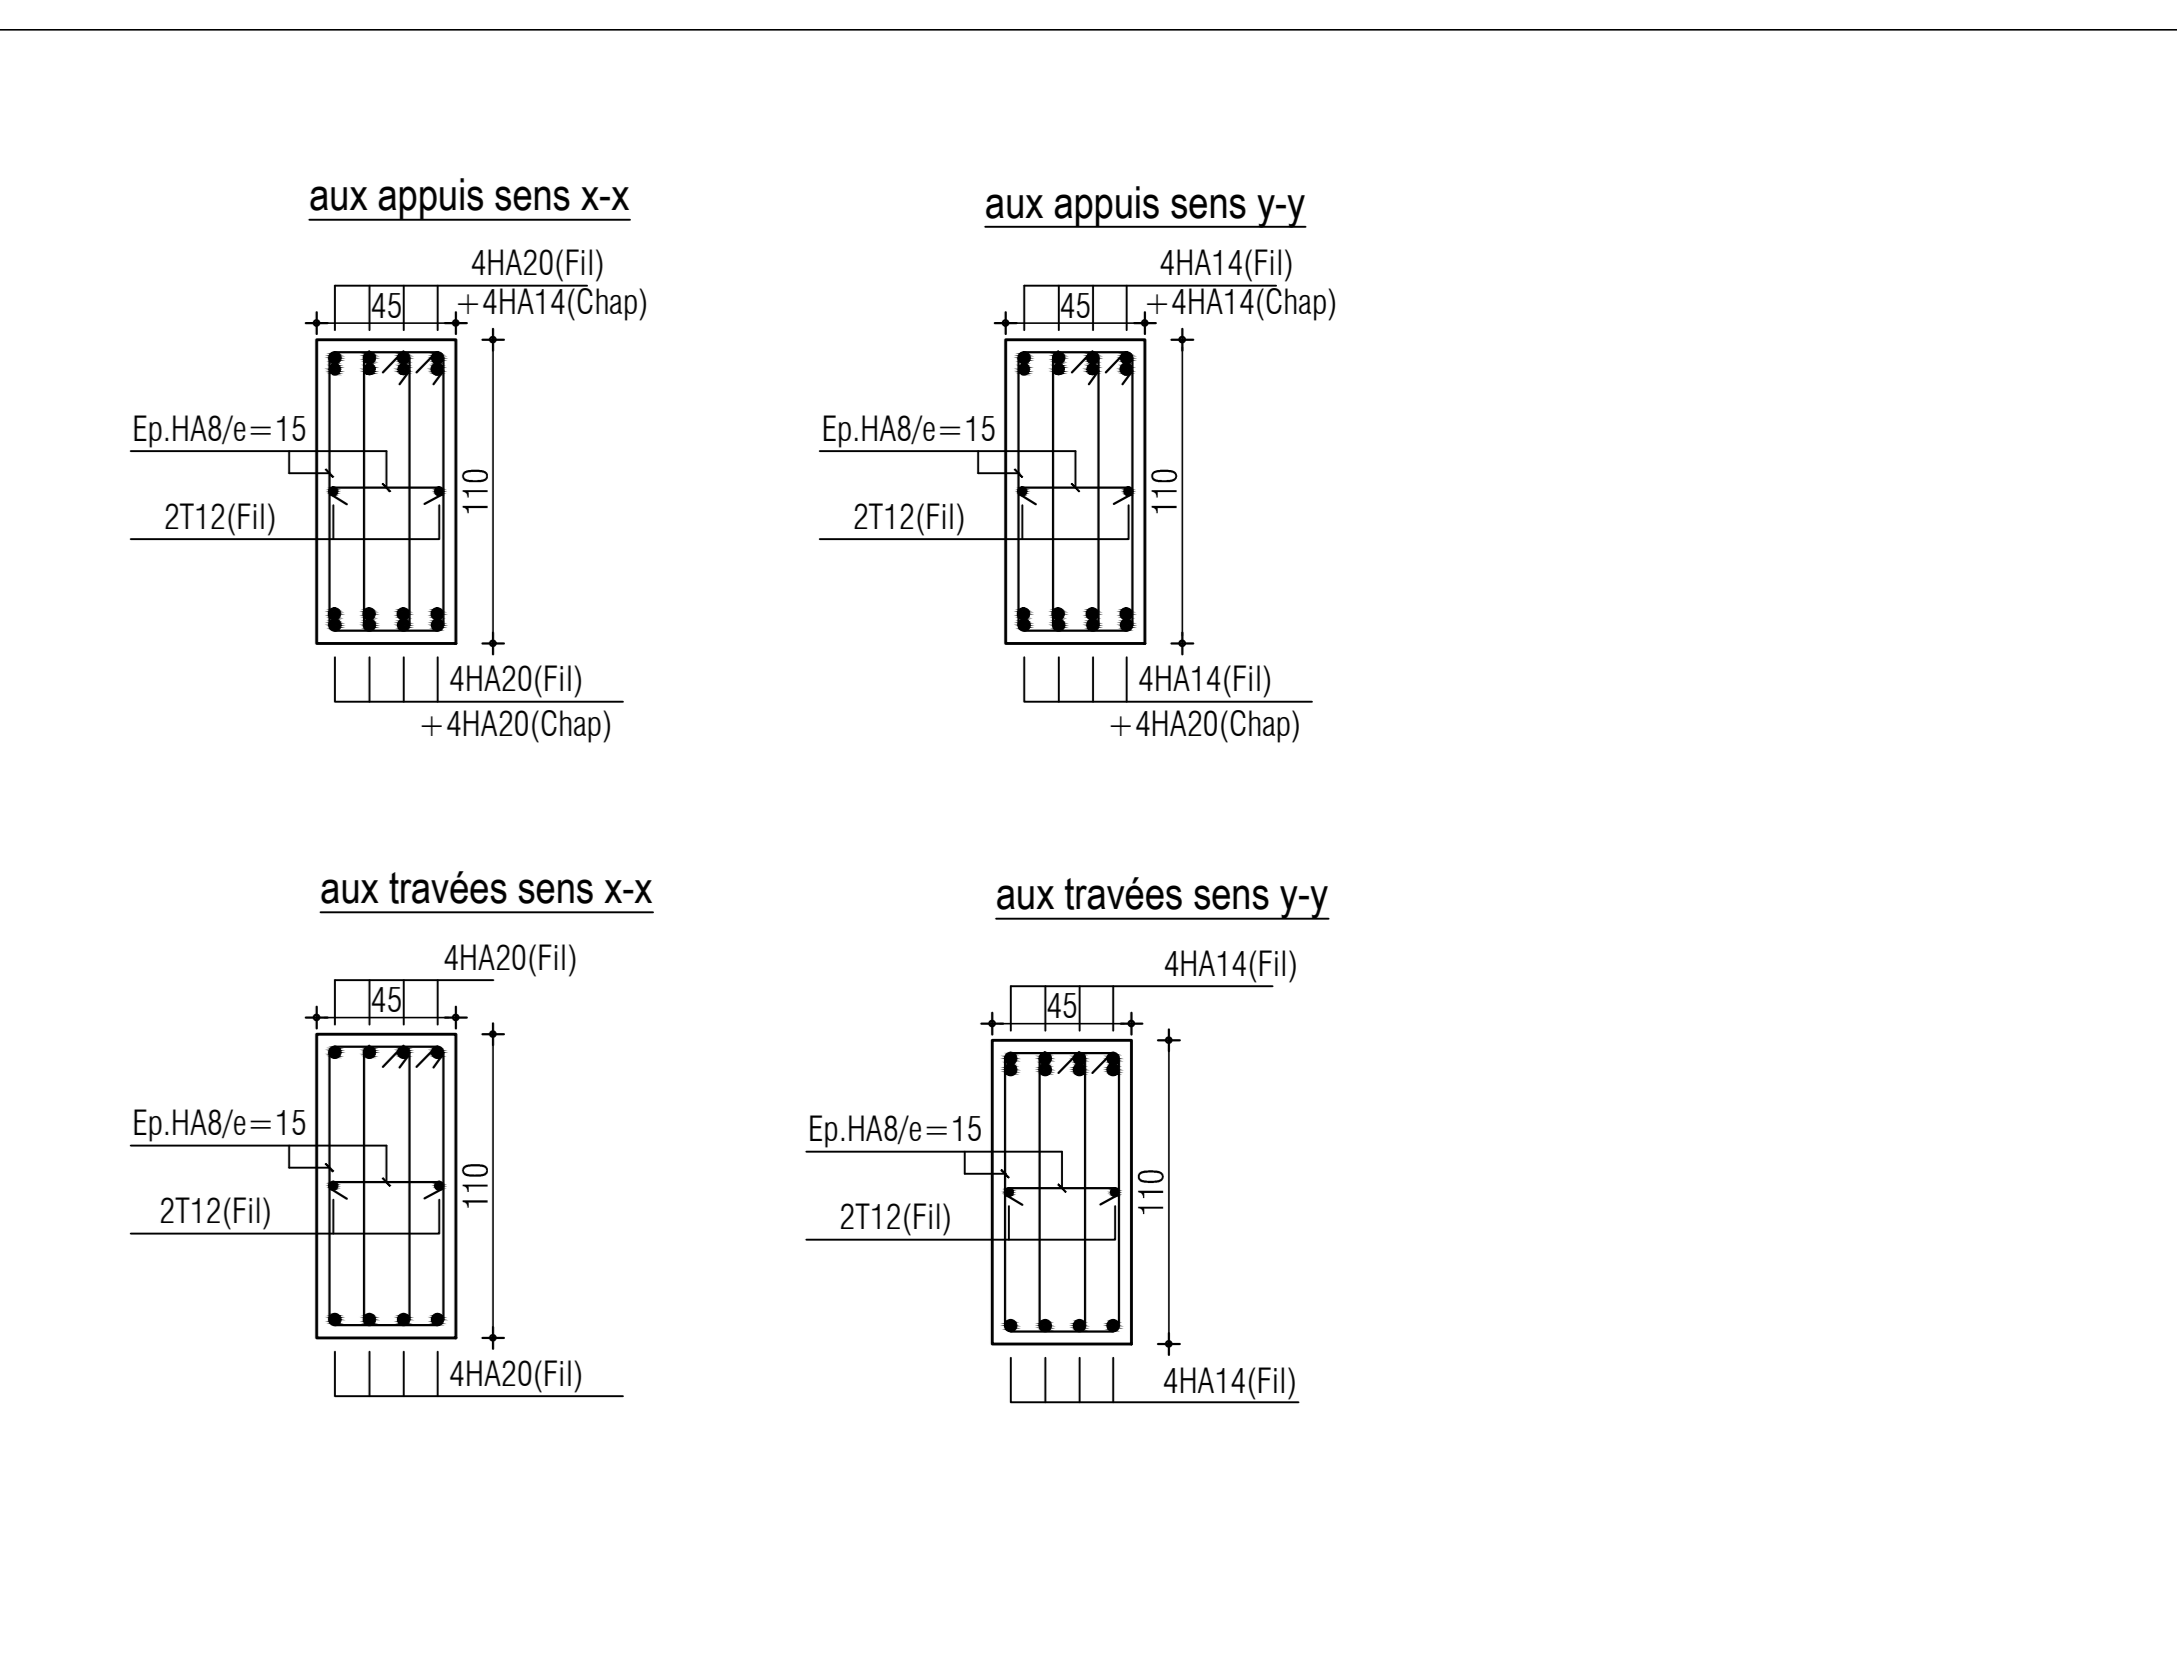 aux appuis sens x-x
4HA20(Fil)
45
+4HA14(Chap)
Ep.HA8/e=15
110
2T12(Fil)
4HA20(Fil)
+4HA20(Chap)
aux appuis sens y-y
4HA14(Fil)
45
+4HA14(Chap)
Ep.HA8/e=15
110
2T12(Fil)
4HA14(Fil)
+4HA20(Chap)
aux travées sens x-x
4HA20(Fil)
45
Ep.HA8/e=15
110
2T12(Fil)
4HA20(Fil)
aux travées sens y-y
4HA14(Fil)
45
Ep.HA8/e=15
110
2T12(Fil)
4HA14(Fil)